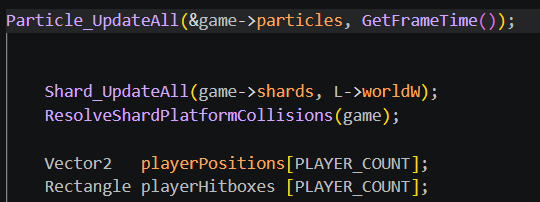 Particle_UpdateAll(&game->particles, GetFrameTime());
Shard_UpdateAll(game->shards, L->worldW);
ResolveShardPlatformCollisions(game);
Vector2   playerPositions[PLAYER_COUNT];
Rectangle playerHitboxes [PLAYER_COUNT];